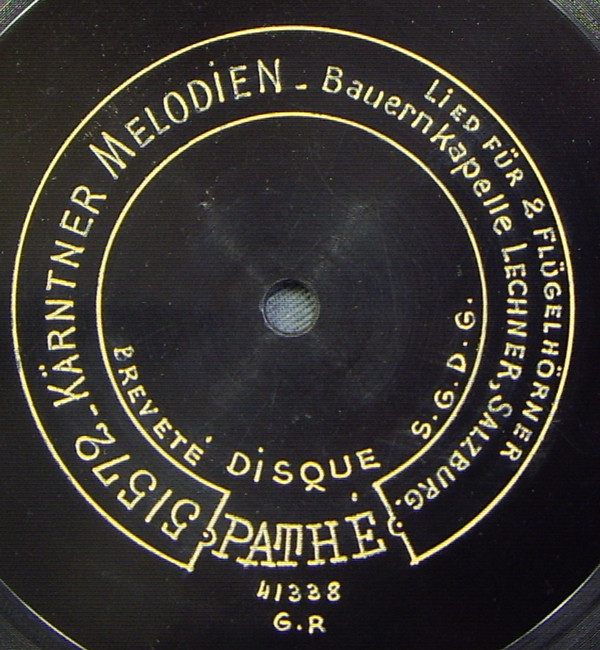 51572 - KÄRNTNER MELODiEN - BauernKapelle LECHNER, SALZBURG.
LiED FÜR 2 FLÜGELHÖRNER
BREVETÉ DiSQUE S.G.D.G.
PATHÉ
41338
G.R